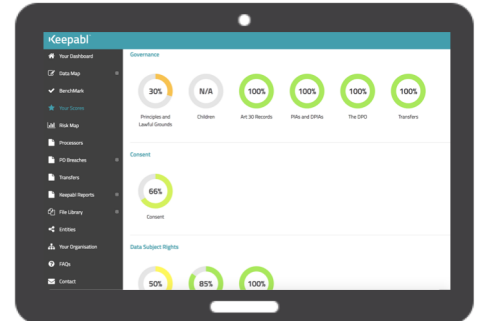 Keepabl
Your Dashboard
Data Map
BenchMark
Your Scores
Risk Map
Processors
PD Breaches
Transfers
Keepabl Reports
File Library
Entities
Your Organisation
FAQs
Contact
Governance
30%
N/A
100%
100%
100%
100%
Principles and
Lawful Grounds
Children
Art 30 Records
PIAs and DPIAs
The DPO
Transfers
Consent
66%
Consent
Data Subject Rights
50%
85%
100%